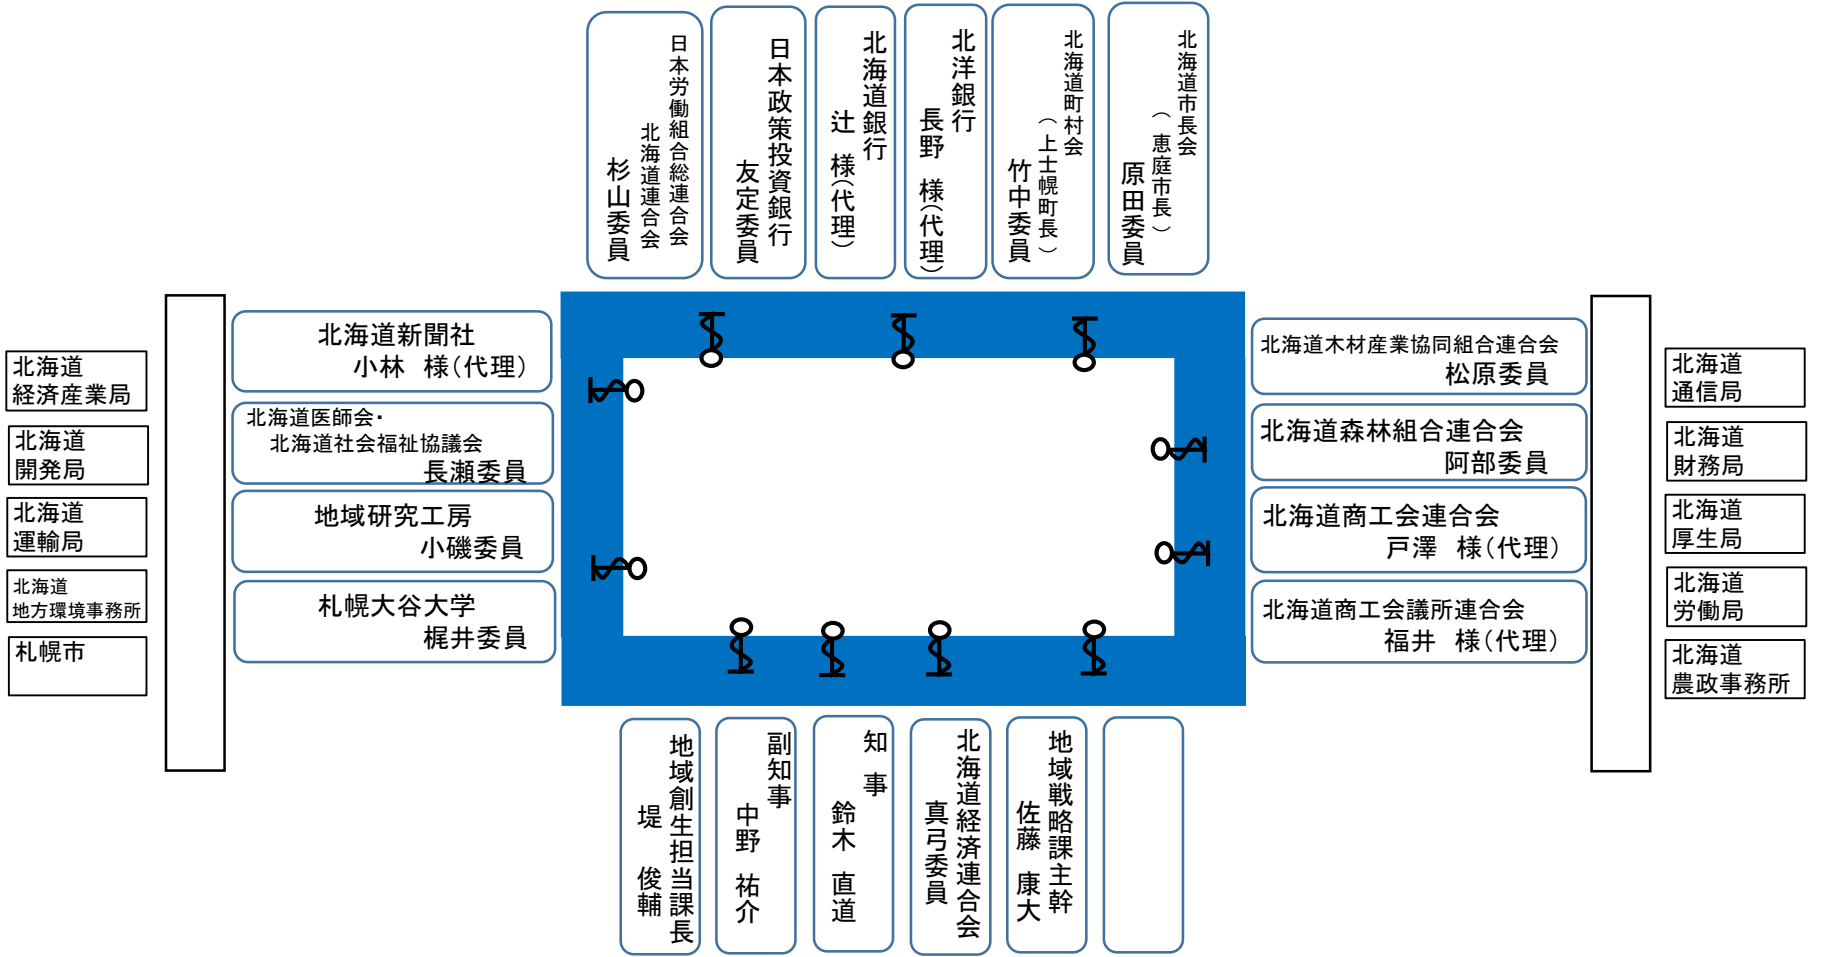 日本労働組合総連合会
北海道連合会
杉山委員
日本政策投資銀行
友定委員
北海道銀行
辻　様（代理）
北洋銀行
長野　様（代理）
北海道町村会
（上士幌町長）
竹中委員
北海道市長会
（恵庭市長）
原田委員
北海道
経済産業局
北海道
開発局
北海道
運輸局
北海道
地方環境事務所
札幌市
北海道新聞社
小林　様（代理）
北海道医師会・
北海道社会福祉協議会
長瀬委員
地域研究工房
小磯委員
札幌大谷大学
梶井委員
北海道木材産業協同組合連合会
松原委員
北海道森林組合連合会
阿部委員
北海道商工会連合会
戸澤　様（代理）
北海道商工会議所連合会
福井　様（代理）
北海道
通信局
北海道
財務局
北海道
厚生局
北海道
労働局
北海道
農政事務所
地域創生担当課長
堤　俊輔
副知事
中野　祐介
知　事
鈴木　直道
北海道経済連合会
真弓委員
地域戦略課主幹
佐藤　康大